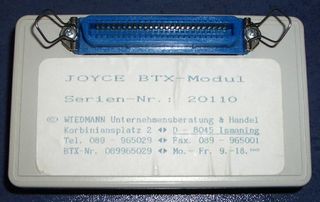 JOYCE BTX-Modul
Serien-Nr.: 20110
(C) WIEDMANN Unternehmensberatung & Handel
Korbiniansplatz 2 ◄► D - 8045 Ismaning
Tel. 089 - 965029 ◄► Fax. 089 - 965001
BTX-Nr. 089965029 ◄► Mo.- Fr. 9.-18.